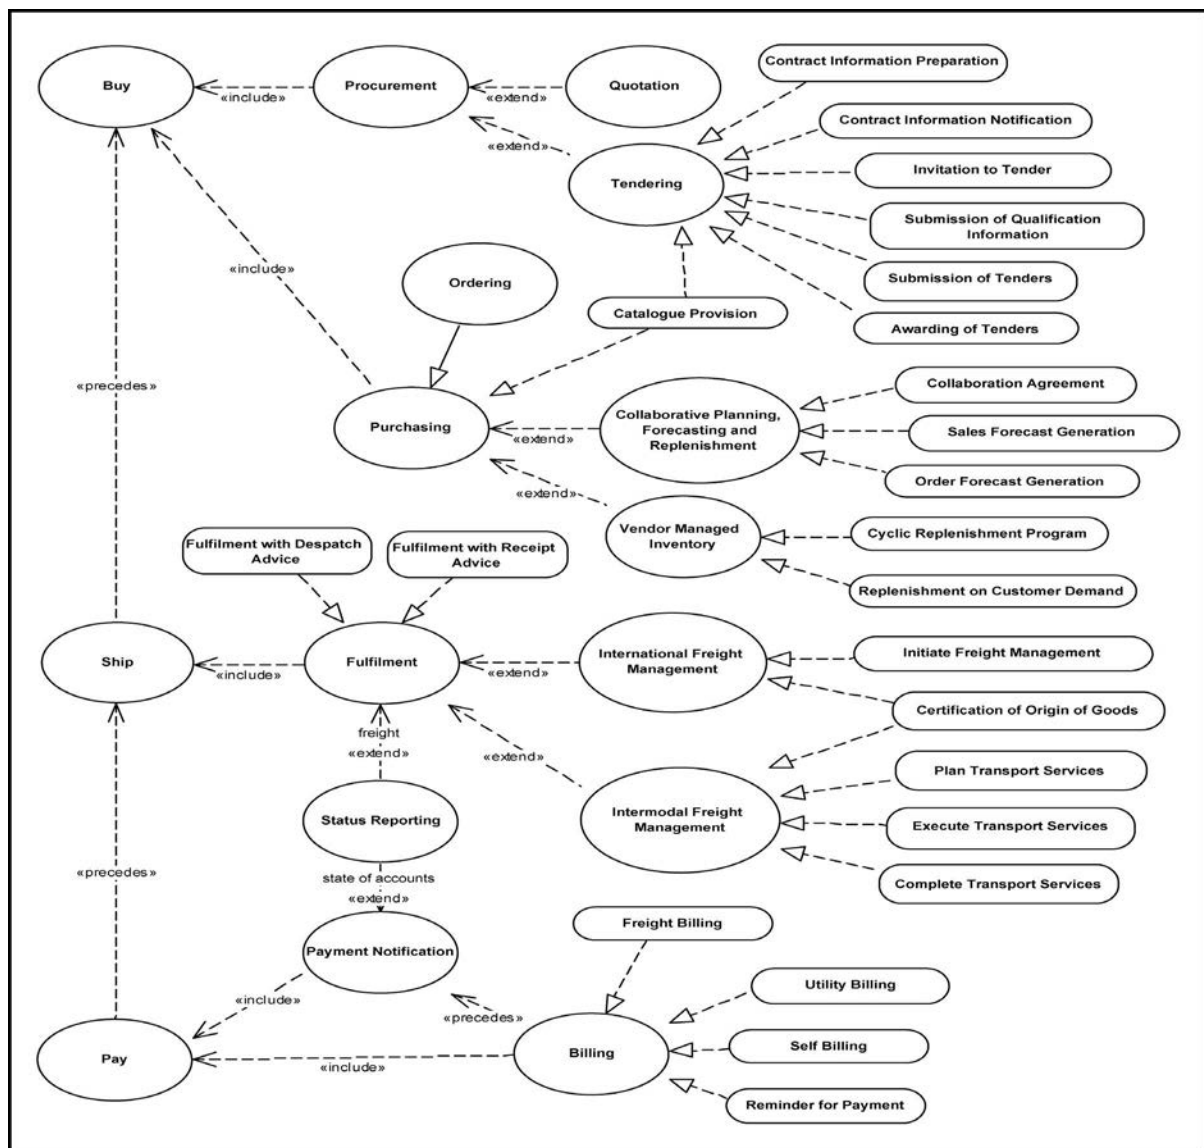 Contract Information Preparation
Buy
Procurement
Quotation
«include»
«extend»
Contract Information Notification
«extend»
Invitation to Tender
Tendering
Submission of Qualification
Information
«include»
Ordering
Submission of Tenders
Catalogue Provision
Awarding of Tenders
«precedes»
Collaboration Agreement
Purchasing
Collaborative Planning,
Forecasting and
Replenishment
«extend»
Sales Forecast Generation
Order Forecast Generation
«extend»
Vendor Managed
Inventory
Cyclic Replenishment Program
Fulfilment with Despatch
Advice
Fulfilment with Receipt
Advice
Replenishment on Customer Demand
Ship
Fulfilment
International Freight
Management
Initiate Freight Management
«include»
«extend»
Certification of Origin of Goods
freight
«extend»
«extend»
Plan Transport Services
Status Reporting
Intermodal Freight
Management
Execute Transport Services
«precedes»
state of accounts
«extend»
Complete Transport Services
Freight Billing
Payment Notification
Utility Billing
«include»
«precedes»
Pay
Billing
Self Billing
«include»
Reminder for Payment